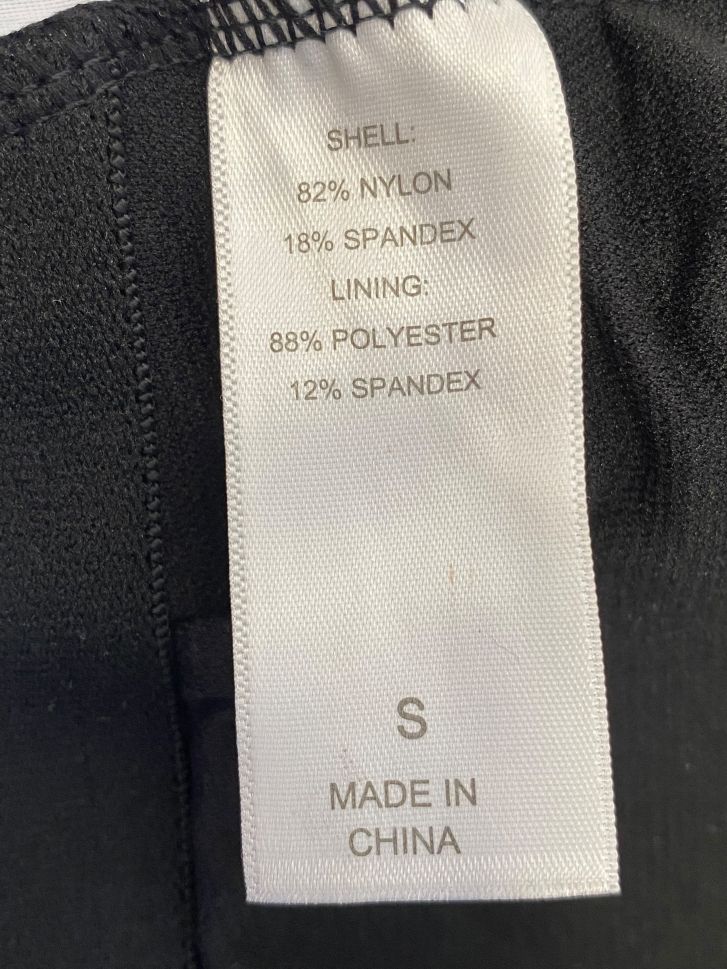 SHELL:
82% NYLON
18% SPANDEX
LINING:
88% POLYESTER
12% SPANDEX
S
MADE IN
CHINA